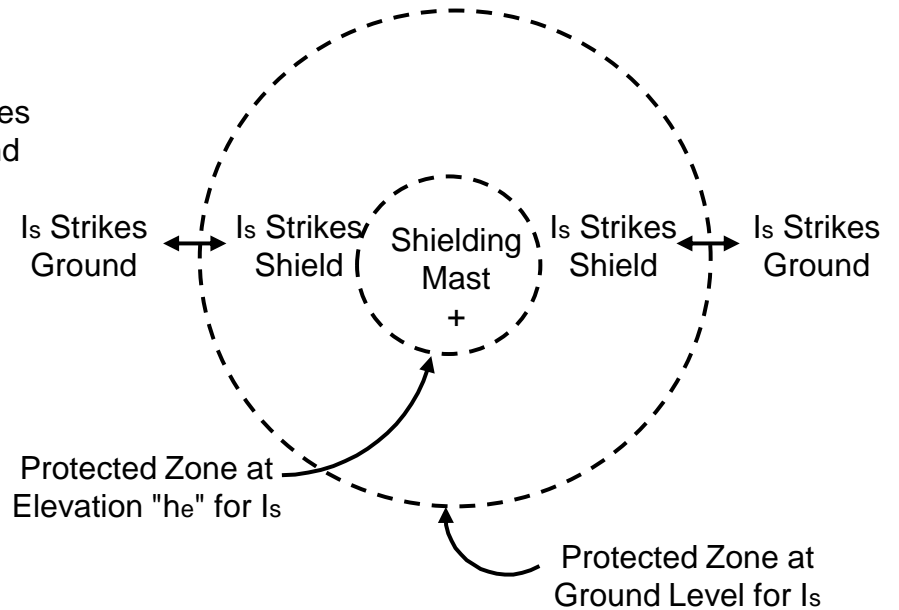 Is Strikes
Ground
Is Strikes
Shield
Shielding
Mast
+
Is Strikes
Shield
Is Strikes
Ground
Protected Zone at
Elevation "he" for Is
Protected Zone at
Ground Level for Is